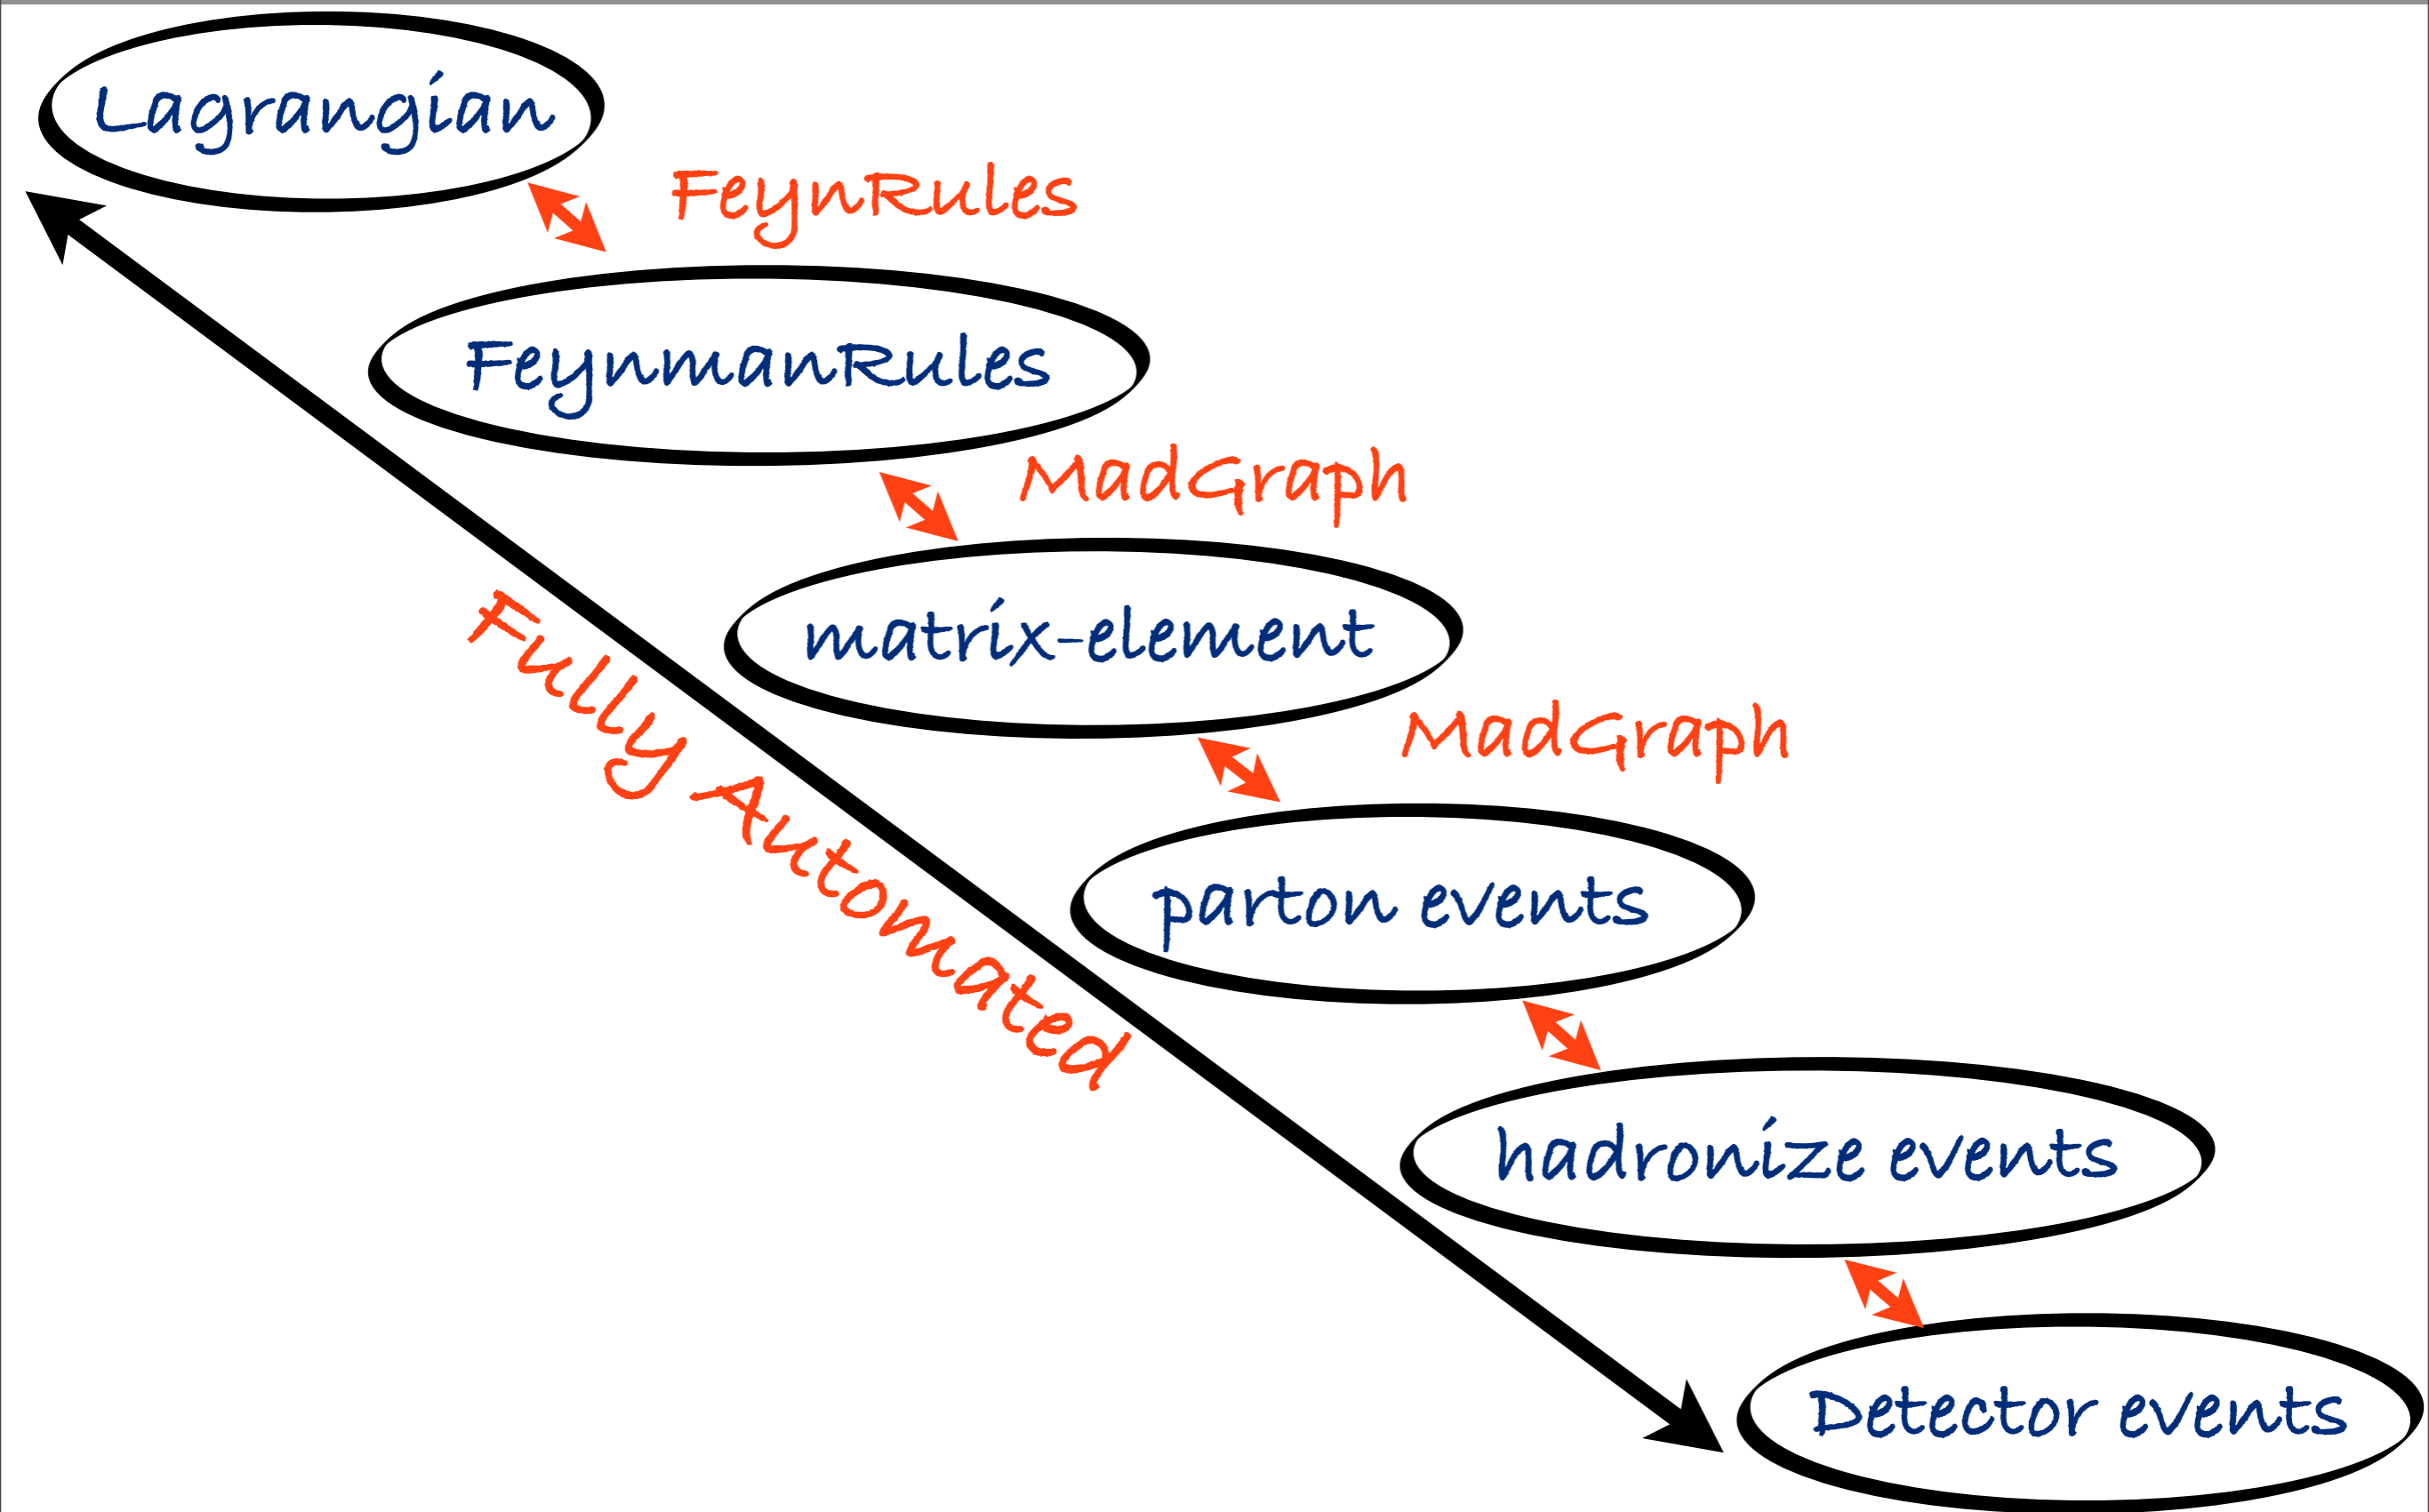 Lagrangian
FeynRules
FeynmanRules
MadGraph
matrix-element
Fully Automated
MadGraph
parton events
hadronize events
Detector events